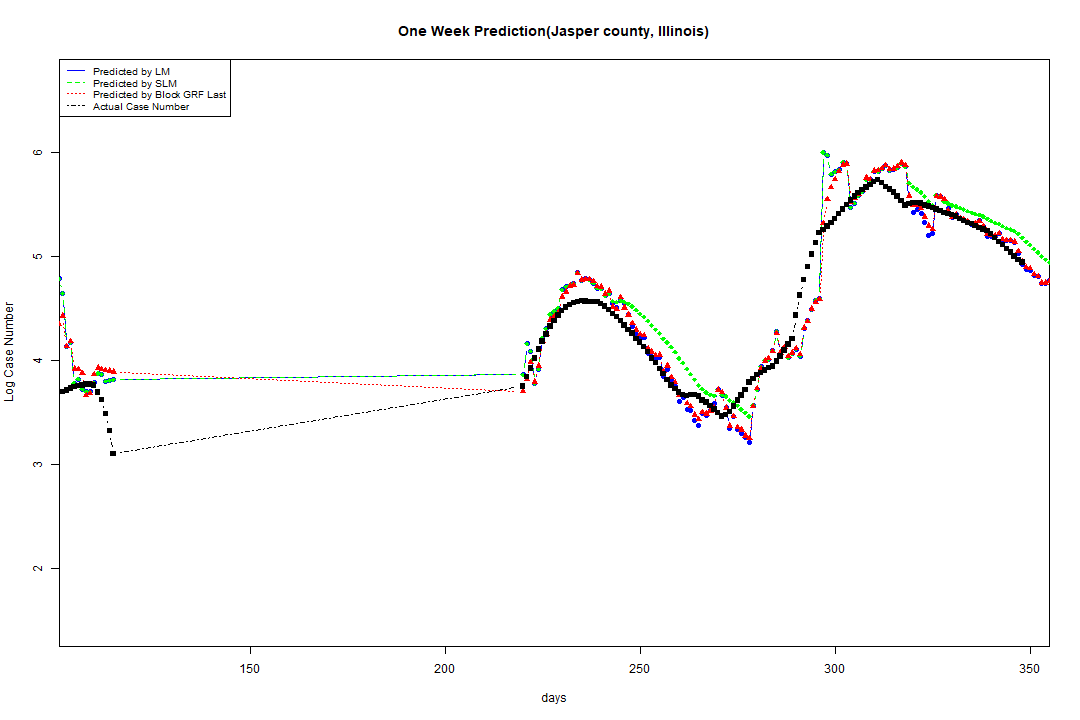 One Week Prediction(Jasper county, Illinois)
Predicted by LM
Predicted by SLM
Predicted by Block GRF Last
Actual Case Number
6
5
4
3
2
Log Case Number
150 200 250 300 350
days